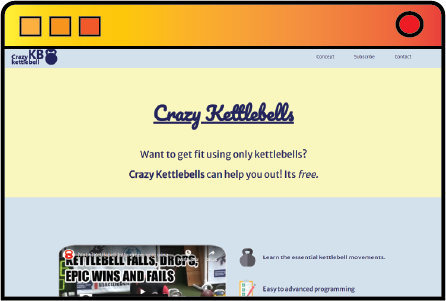 Crazy KB
kettlebell
Concept Subscribe Contact
Crazy Kettlebells
Want to get fit using only kettlebells?
Crazy Kettlebells can help you out! Its free.
KETTLEBELL FALLS, DROPS,
EPIC WINS AND FAILS
Learn the essential kettlebell movements.
Easy to advanced programming